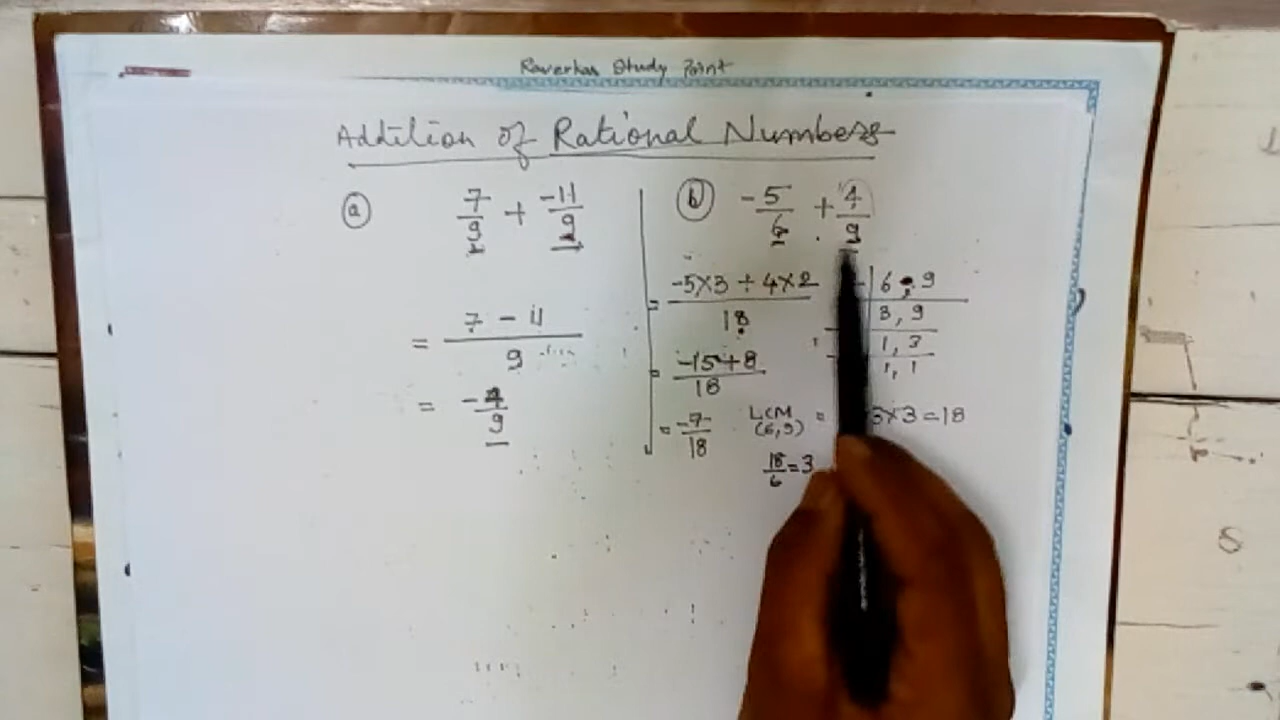 Raverkar Study Point
Addition of Rational Numbers
(a) 7/9 + -11/9
= 7 - 11 / 9
= -4/9
(b) -5/6 + 4/9
= -5×3 + 4×2 / 18
= -15+8 / 18
= -7/18
6, 9
3, 9
1, 3
1, 1
LCM (6,9) = 3×3=18
18/6 = 3